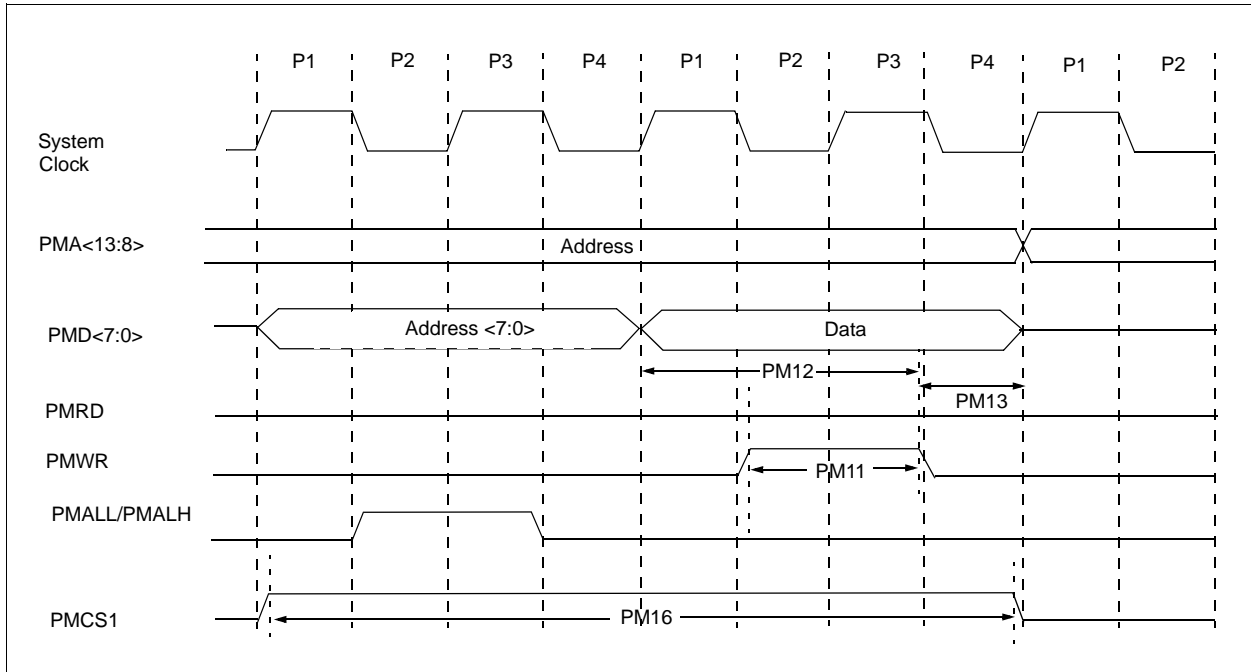 P1 P2 P3 P4 P1 P2 P3 P4 P1 P2
System
Clock
PMA<13:8>
Address
PMD<7:0>
Address <7:0>
Data
PM12
PM13
PMRD
PMWR
PM11
PMALL/PMALH
PMCS1
PM16